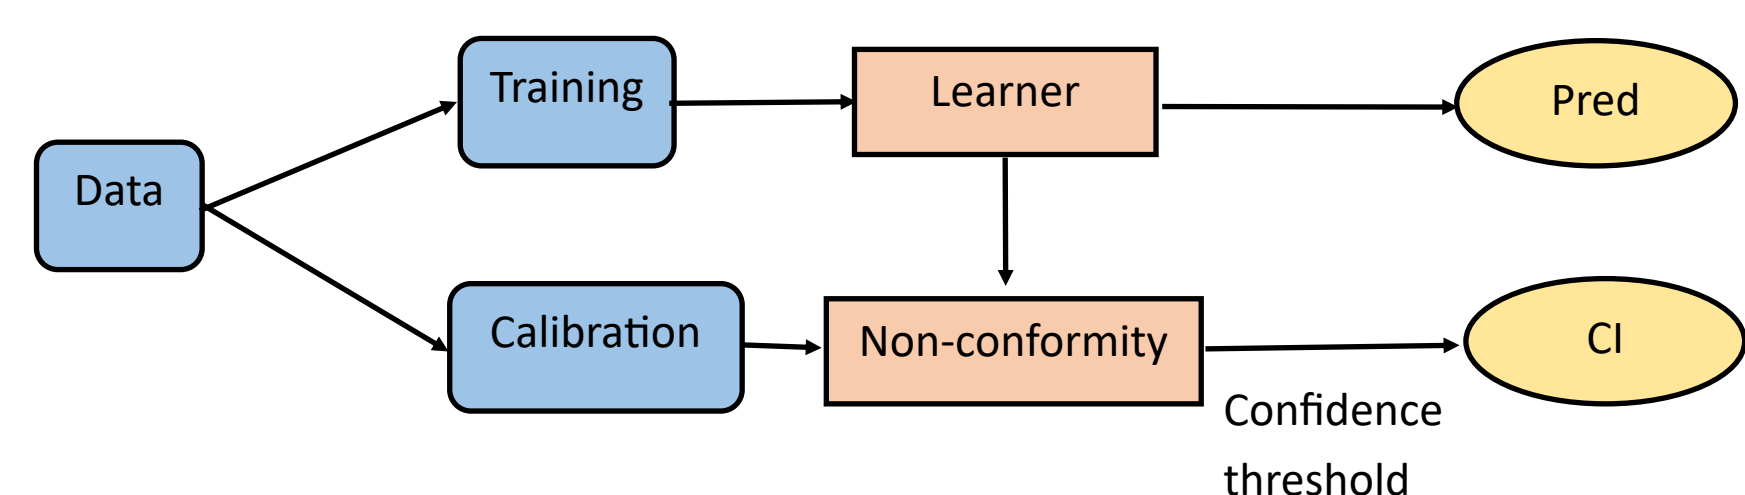 Training
Learner
Pred
Data
Calibration
Non-conformity
CI
Confidence
threshold